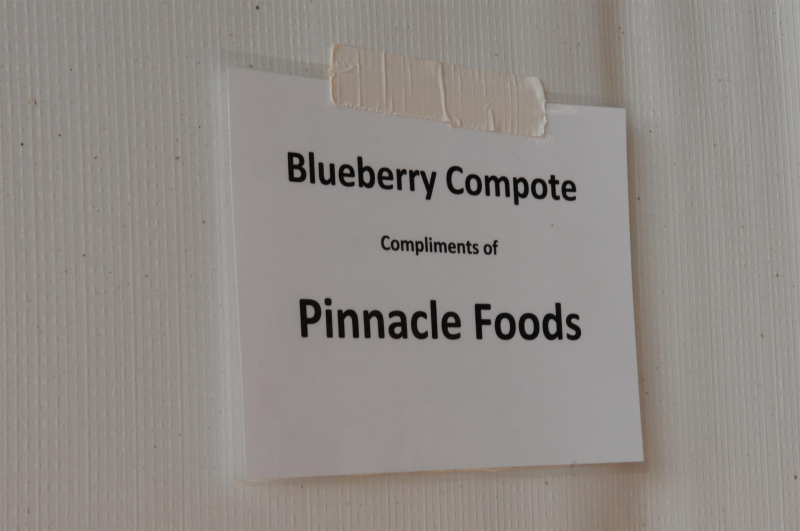 Blueberry Compote
Compliments of
Pinnacle Foods